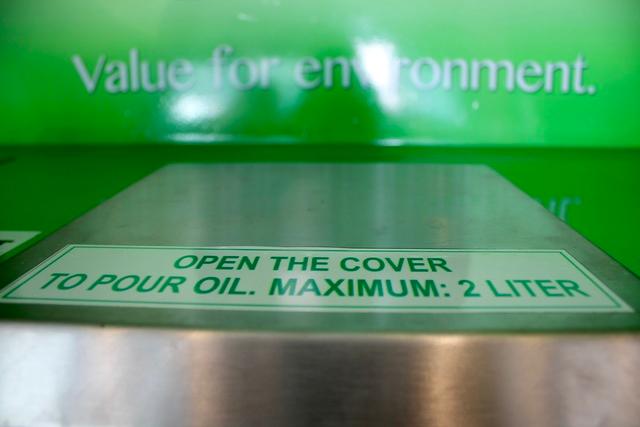 Value for environment.
OPEN THE COVER
TO POUR OIL. MAXIMUM: 2 LITER